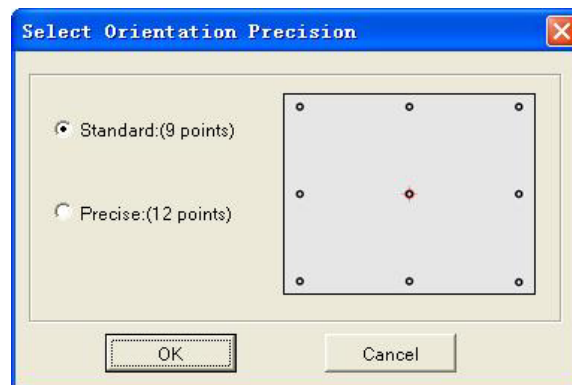 Select Orientation Precision
Standard:(9 points)
Precise:(12 points)
OK
Cancel